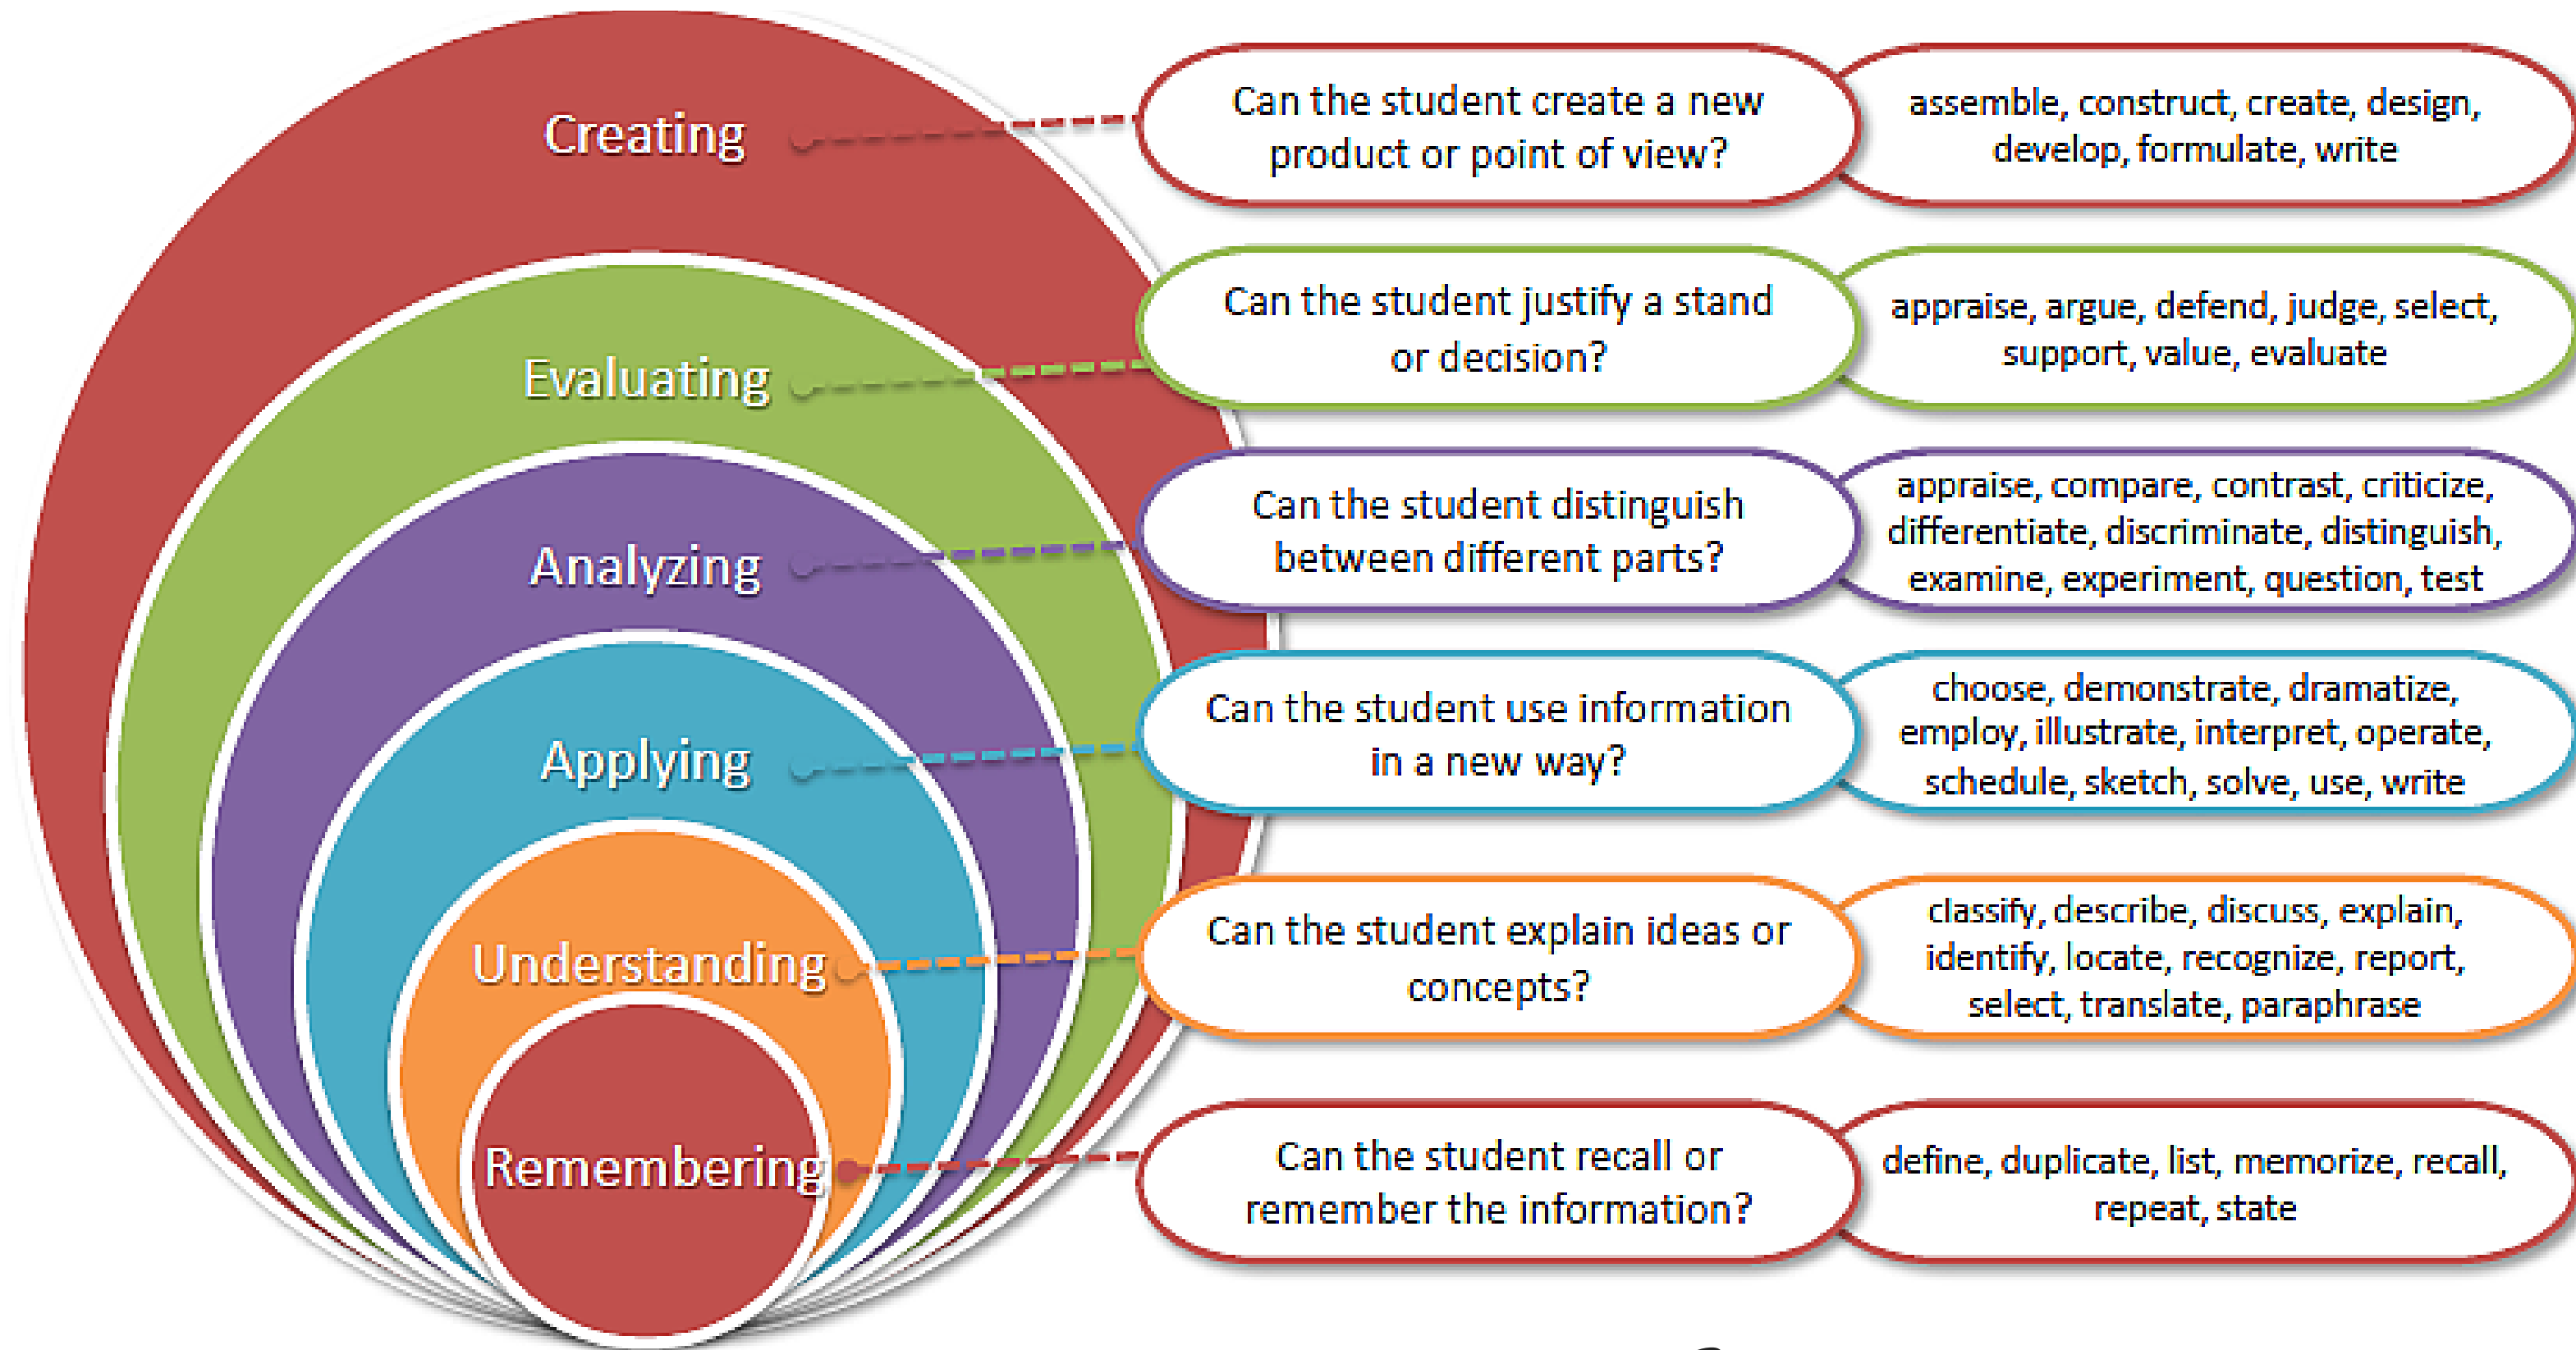 Creating
Can the student create a new
product or point of view?
assemble, construct, create, design,
develop, formulate, write
Evaluating
Can the student justify a stand
or decision?
appraise, argue, defend, judge, select,
support, value, evaluate
Analyzing
Can the student distinguish
between different parts?
appraise, compare, contrast, criticize,
differentiate, discriminate, distinguish,
examine, experiment, question, test
Applying
Can the student use information
in a new way?
choose, demonstrate, dramatize,
employ, illustrate, interpret, operate,
schedule, sketch, solve, use, write
Understanding
Can the student explain ideas or
concepts?
classify, describe, discuss, explain,
identify, locate, recognize, report,
select, translate, paraphrase
Remembering
Can the student recall or
remember the information?
define, duplicate, list, memorize, recall,
repeat, state